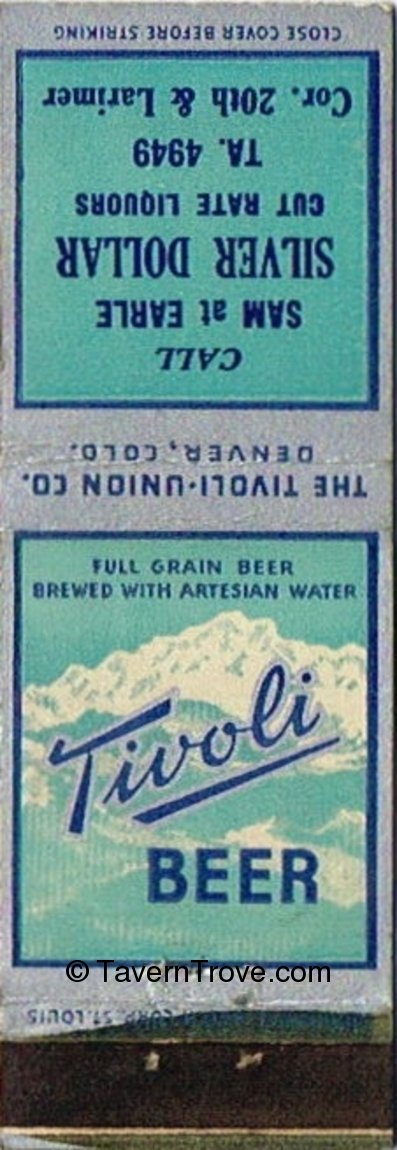 CLOSE COVER BEFORE STRIKING
CALL
SAM at EARLE
SILVER DOLLAR
CUT RATE LIQUORS
TA. 4949
Cor. 20th & Larimer
THE TIVOLI-UNION CO.
DENVER, COLO.
FULL GRAIN BEER
BREWED WITH ARTESIAN WATER
Tivoli
BEER
© TavernTrove.com
CORP. ST. LOUIS